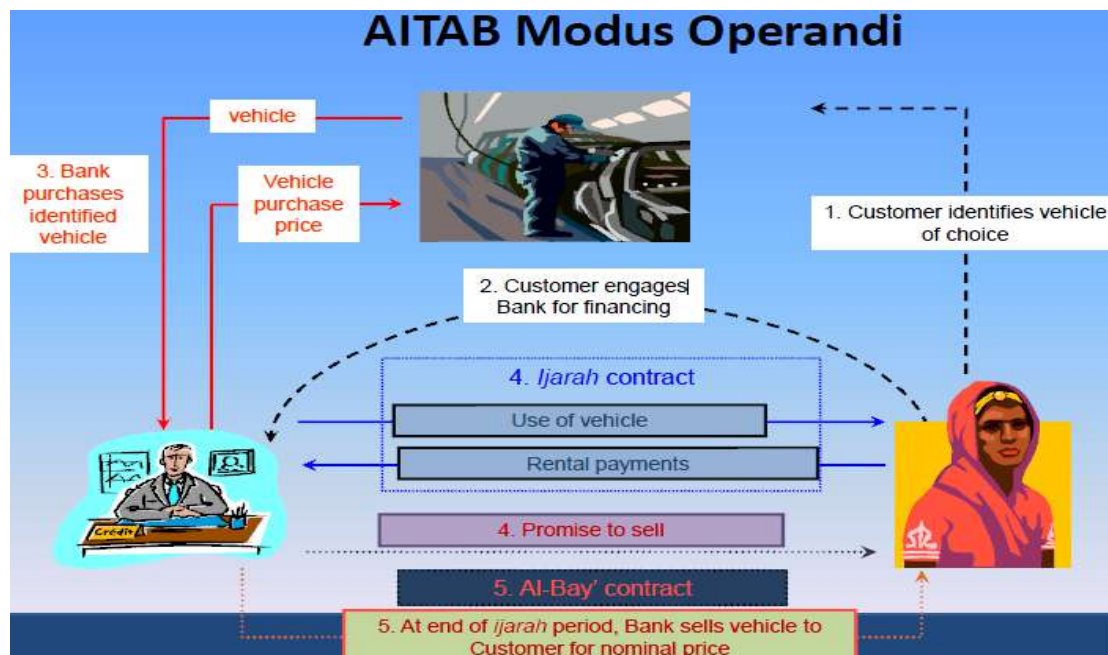 AITAB Modus Operandi
vehicle
3. Bank
purchases
identified
vehicle
Vehicle
purchase
price
1. Customer identifies vehicle
of choice
2. Customer engages
Bank for financing
4. Ijarah contract
Use of vehicle
Rental payments
Crédit
4. Promise to sell
5. Al-Bay' contract
5. At end of ijarah period, Bank sells vehicle to
Customer for nominal price